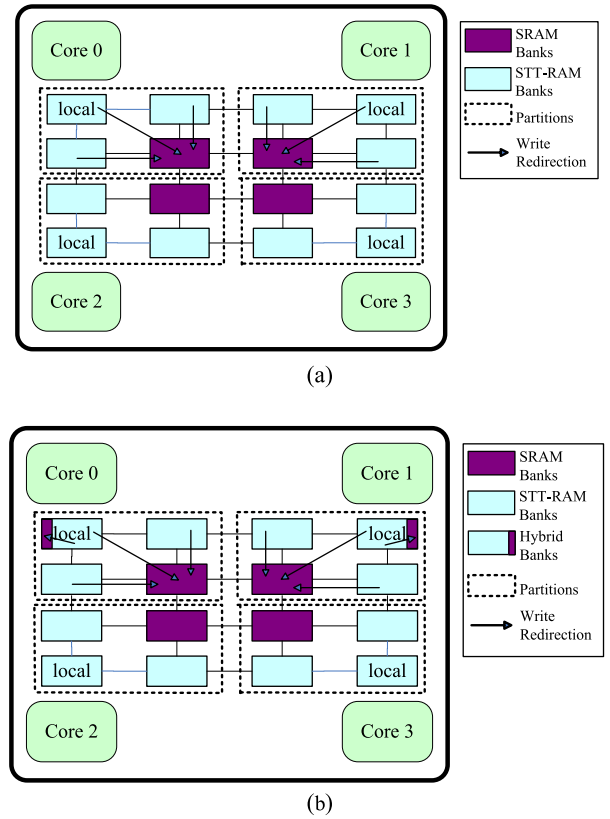 Core 0
Core 1
SRAM
Banks
STT-RAM
Banks
Partitions
Write
Redirection
local
local
local
local
Core 2
Core 3
(a)
Core 0
Core 1
SRAM
Banks
STT-RAM
Banks
Hybrid
Banks
Partitions
Write
Redirection
local
local
local
local
Core 2
Core 3
(b)